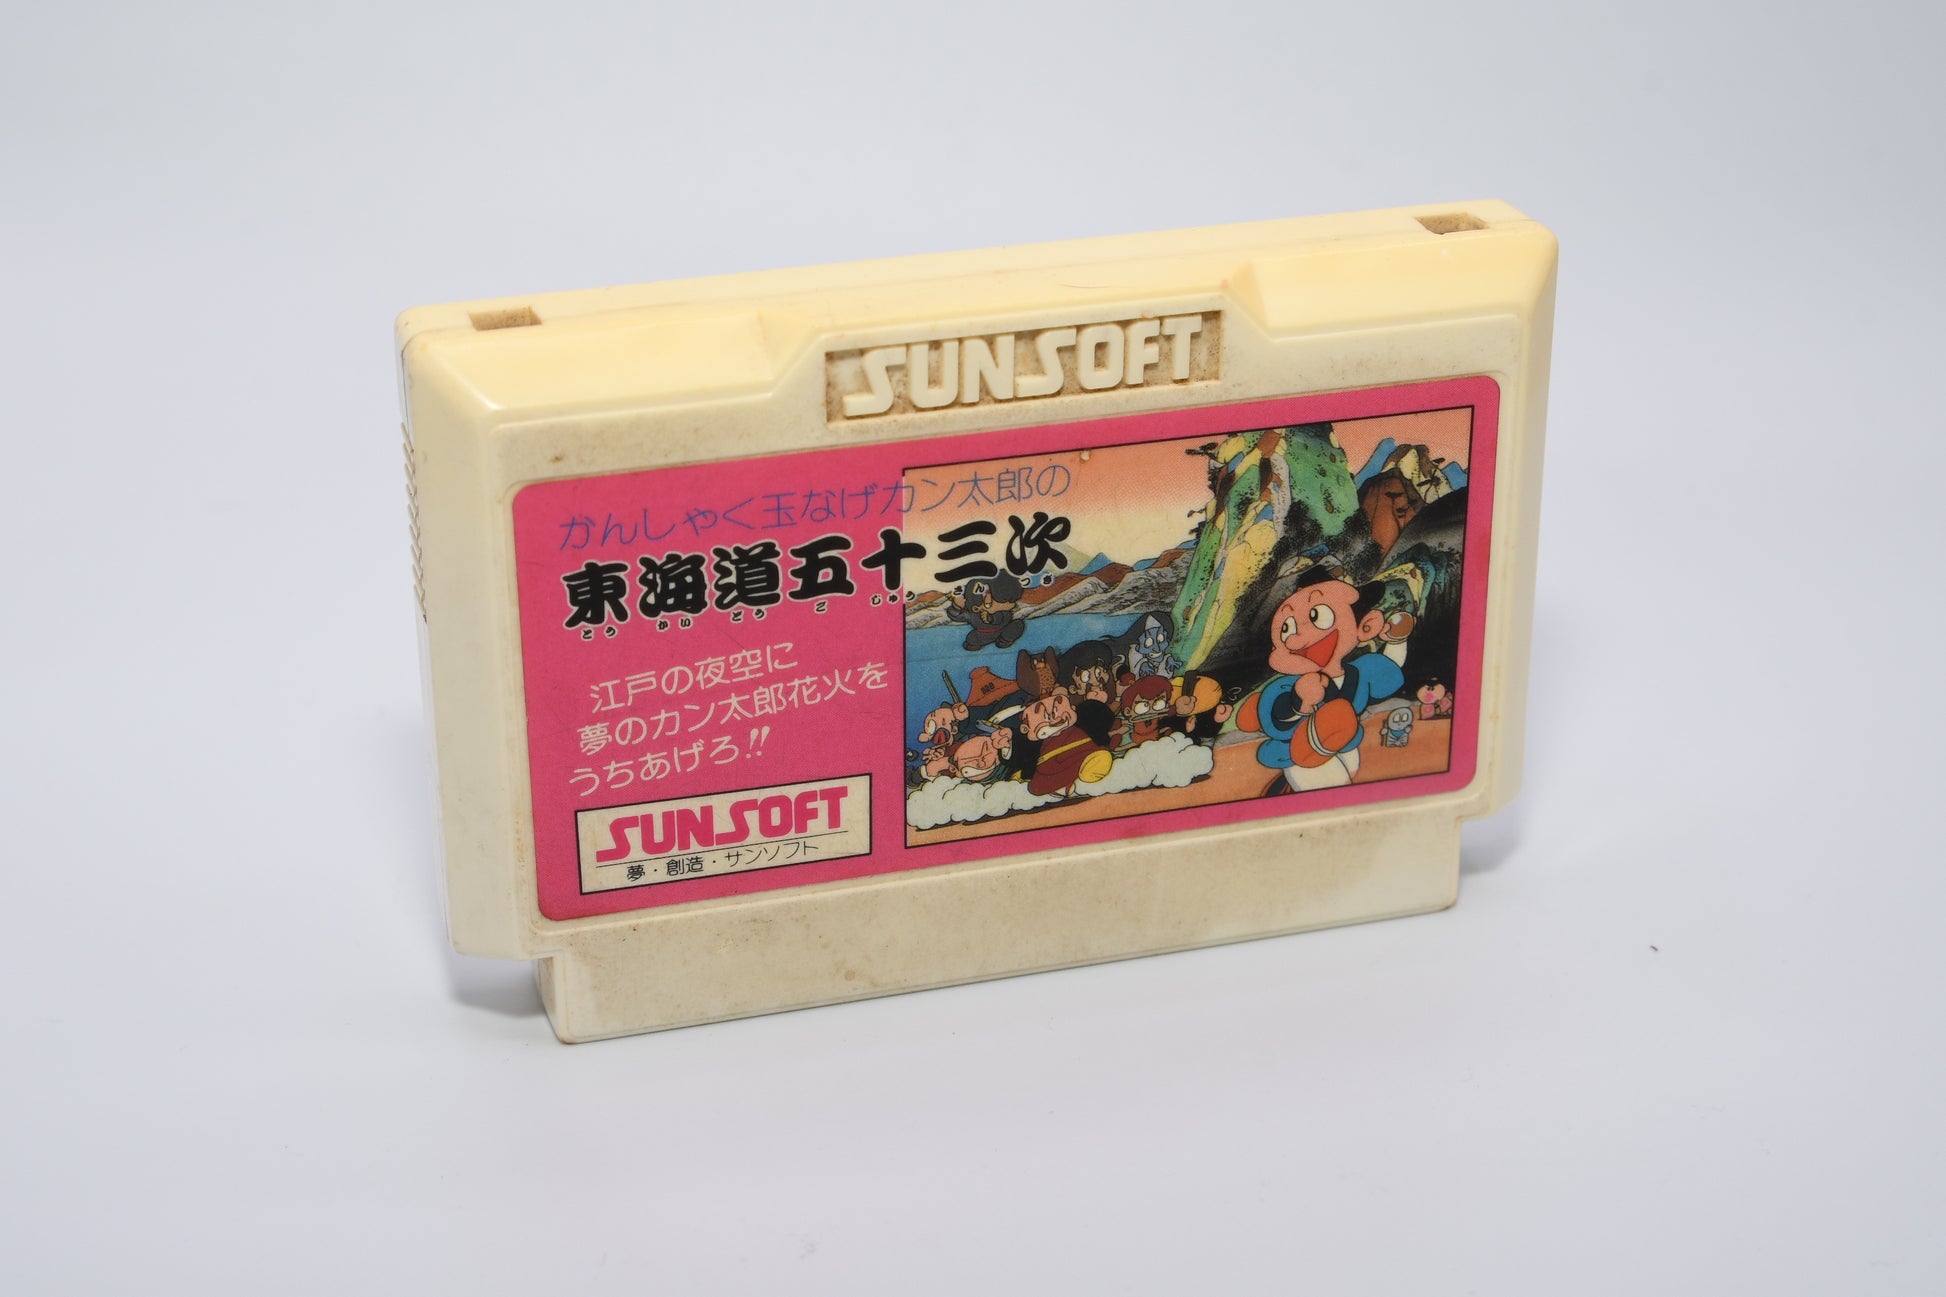 SUNSOFT
かんしゃく玉なげカン太郎の
東海道五十三次
とうかいどうごじゅうさんつぎ
江戸の夜空に
夢のカン太郎花火を
うちあげろ!!
SUNSOFT
夢・創造・サンソフト